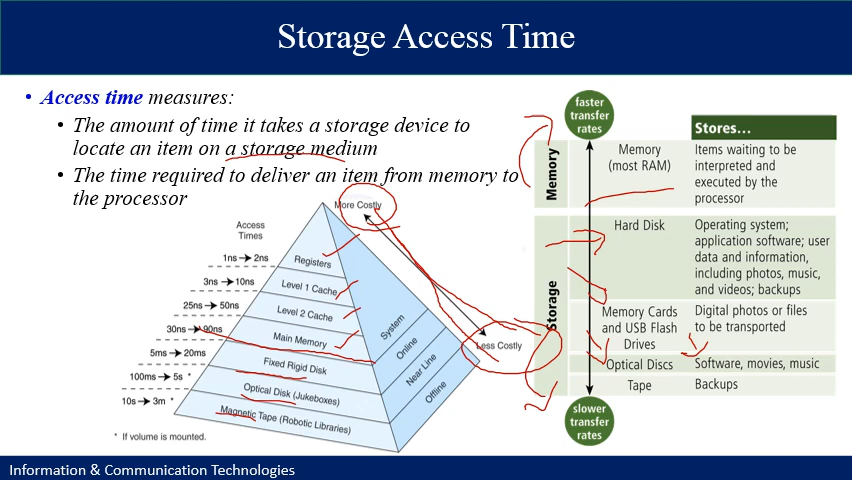 Storage Access Time
• Access time measures:
• The amount of time it takes a storage device to
locate an item on a storage medium
• The time required to deliver an item from memory to
the processor
Access
Times
1ns → 2ns
3ns → 10ns
25ns → 50ns
30ns → 90ns
5ms → 20ms
100ms → 5s *
10s → 3m *
* If volume is mounted.
More Costly
Less Costly
Registers
Level 1 Cache
Level 2 Cache
Main Memory
Fixed Rigid Disk
Optical Disk (Jukeboxes)
Magnetic Tape (Robotic Libraries)
System
Online
Near Line
Offline
faster
transfer
rates
Stores...
Memory
Memory
(most RAM)
Items waiting to be
interpreted and
executed by the
processor
Storage
Hard Disk
Operating system;
application software; user
data and information,
including photos, music,
and videos; backups
Memory Cards
and USB Flash
Drives
Digital photos or files
to be transported
Optical Discs
Software, movies, music
Tape
Backups
slower
transfer
rates
Information & Communication Technologies